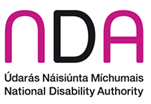 NDA
Údarás Náisiúnta Míchumais
National Disability Authority